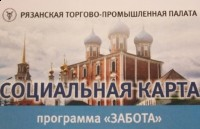 РЯЗАНСКАЯ ТОРГОВО-ПРОМЫШЛЕННАЯ ПАЛАТА
СОЦИАЛЬНАЯ КАРТА
программа «ЗАБОТА»